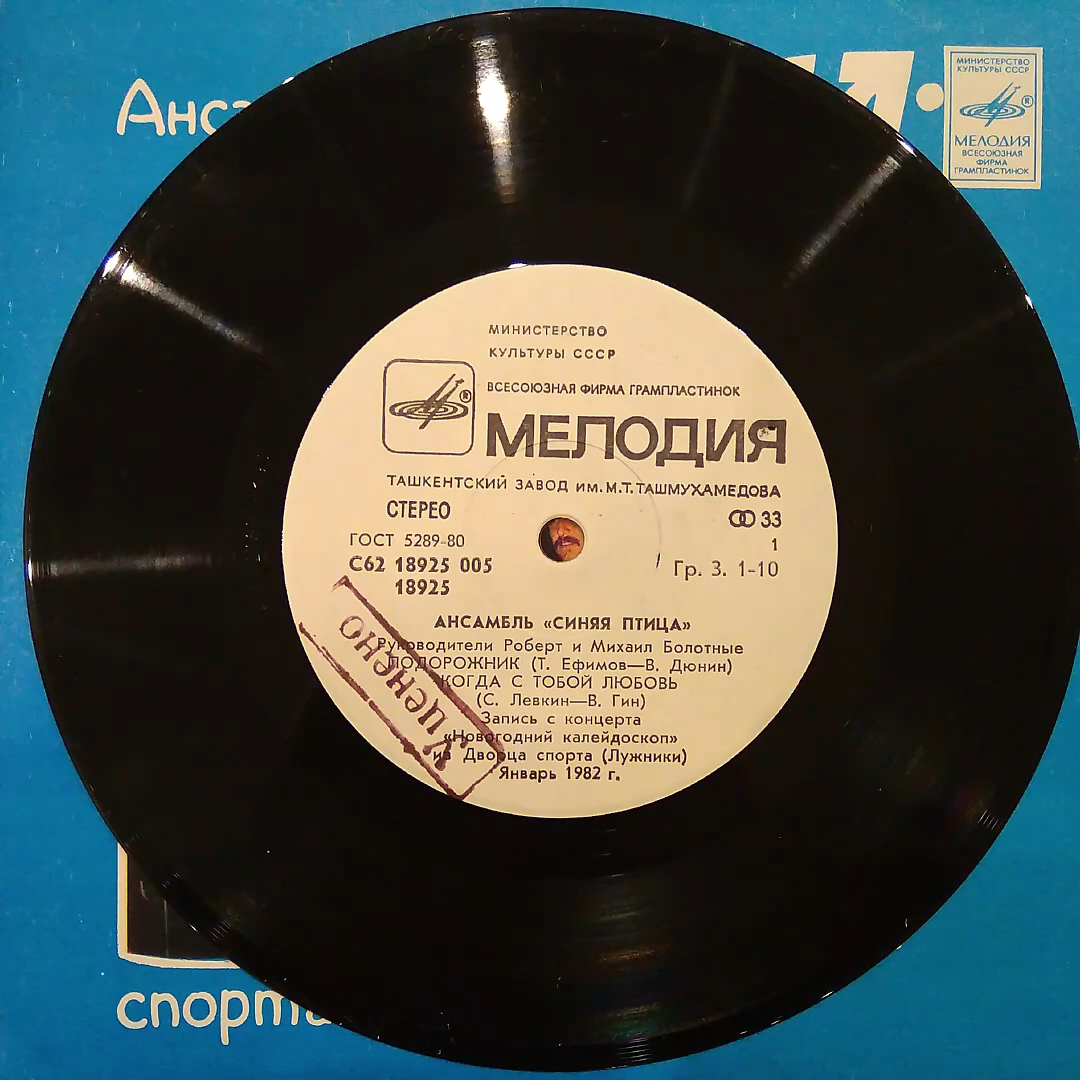 Анс
МИНИСТЕРСТВО
КУЛЬТУРЫ СССР
®
МЕЛОДИЯ
ВСЕСОЮЗНАЯ
ФИРМА
ГРАМПЛАСТИНОК
МИНИСТЕРСТВО
КУЛЬТУРЫ СССР
®
ВСЕСОЮЗНАЯ ФИРМА ГРАМПЛАСТИНОК
МЕЛОДИЯ
ТАШКЕНТСКИЙ ЗАВОД ИМ. М.Т. ТАШМУХАМЕДОВА
СТЕРЕО
33
ГОСТ 5289-80
1
С62 18925 005
Гр. 3. 1-10
18925
АНСАМБЛЬ «СИНЯЯ ПТИЦА»
Руководители Роберт и Михаил Болотные
ПОДОРОЖНИК (Т. Ефимов—В. Дюнин)
КОГДА С ТОБОЙ ЛЮБОВЬ
(С. Левкин—В. Гин)
Запись с концерта
«Новогодний калейдоскоп»
из Дворца спорта (Лужники)
Январь 1982 г.
Уценено
спорта